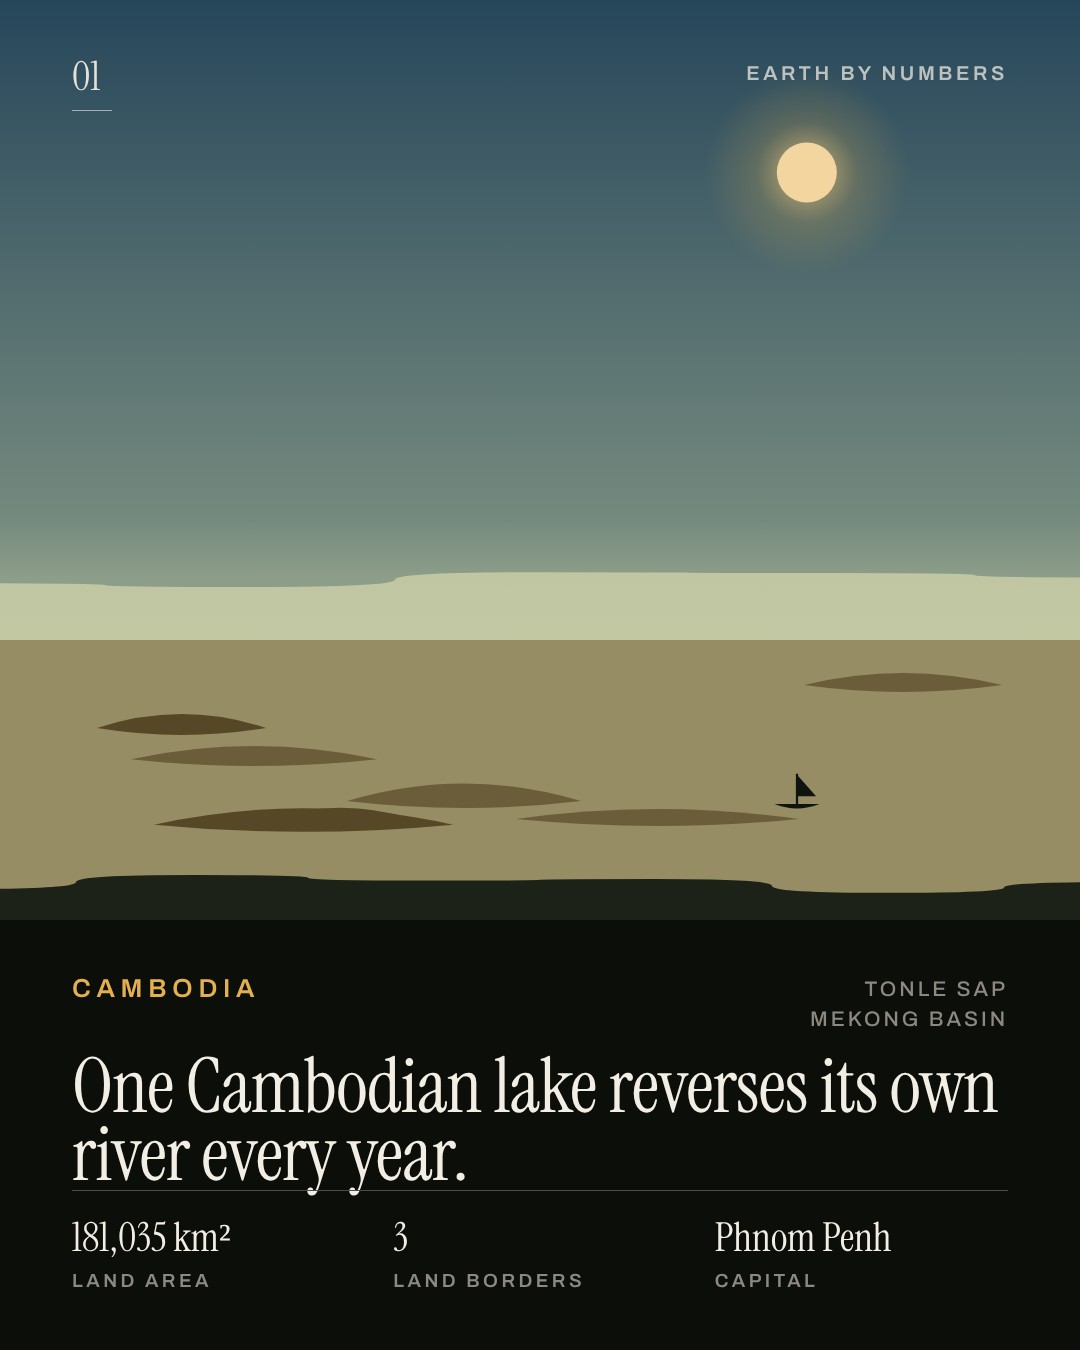 01
EARTH BY NUMBERS
CAMBODIA
TONLE SAP
MEKONG BASIN
One Cambodian lake reverses its own
river every year.
181,035 km²
LAND AREA
3
LAND BORDERS
Phnom Penh
CAPITAL